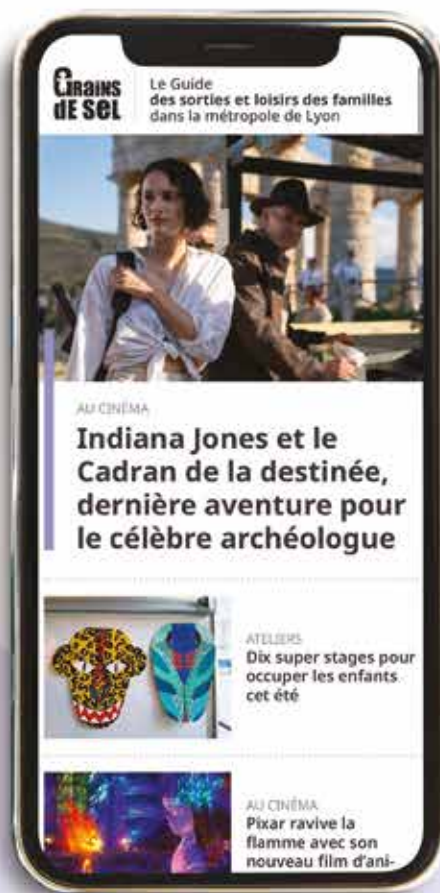 Grains
de Sel
Le Guide
des sorties et loisirs des familles
dans la métropole de Lyon
AU CINÉMA
Indiana Jones et le
Cadran de la destinée,
dernière aventure pour
le célèbre archéologue
ATELIERS
Dix super stages pour
occuper les enfants
cet été
AU CINÉMA
Pixar ravive la
flamme avec son
nouveau film d'ani-